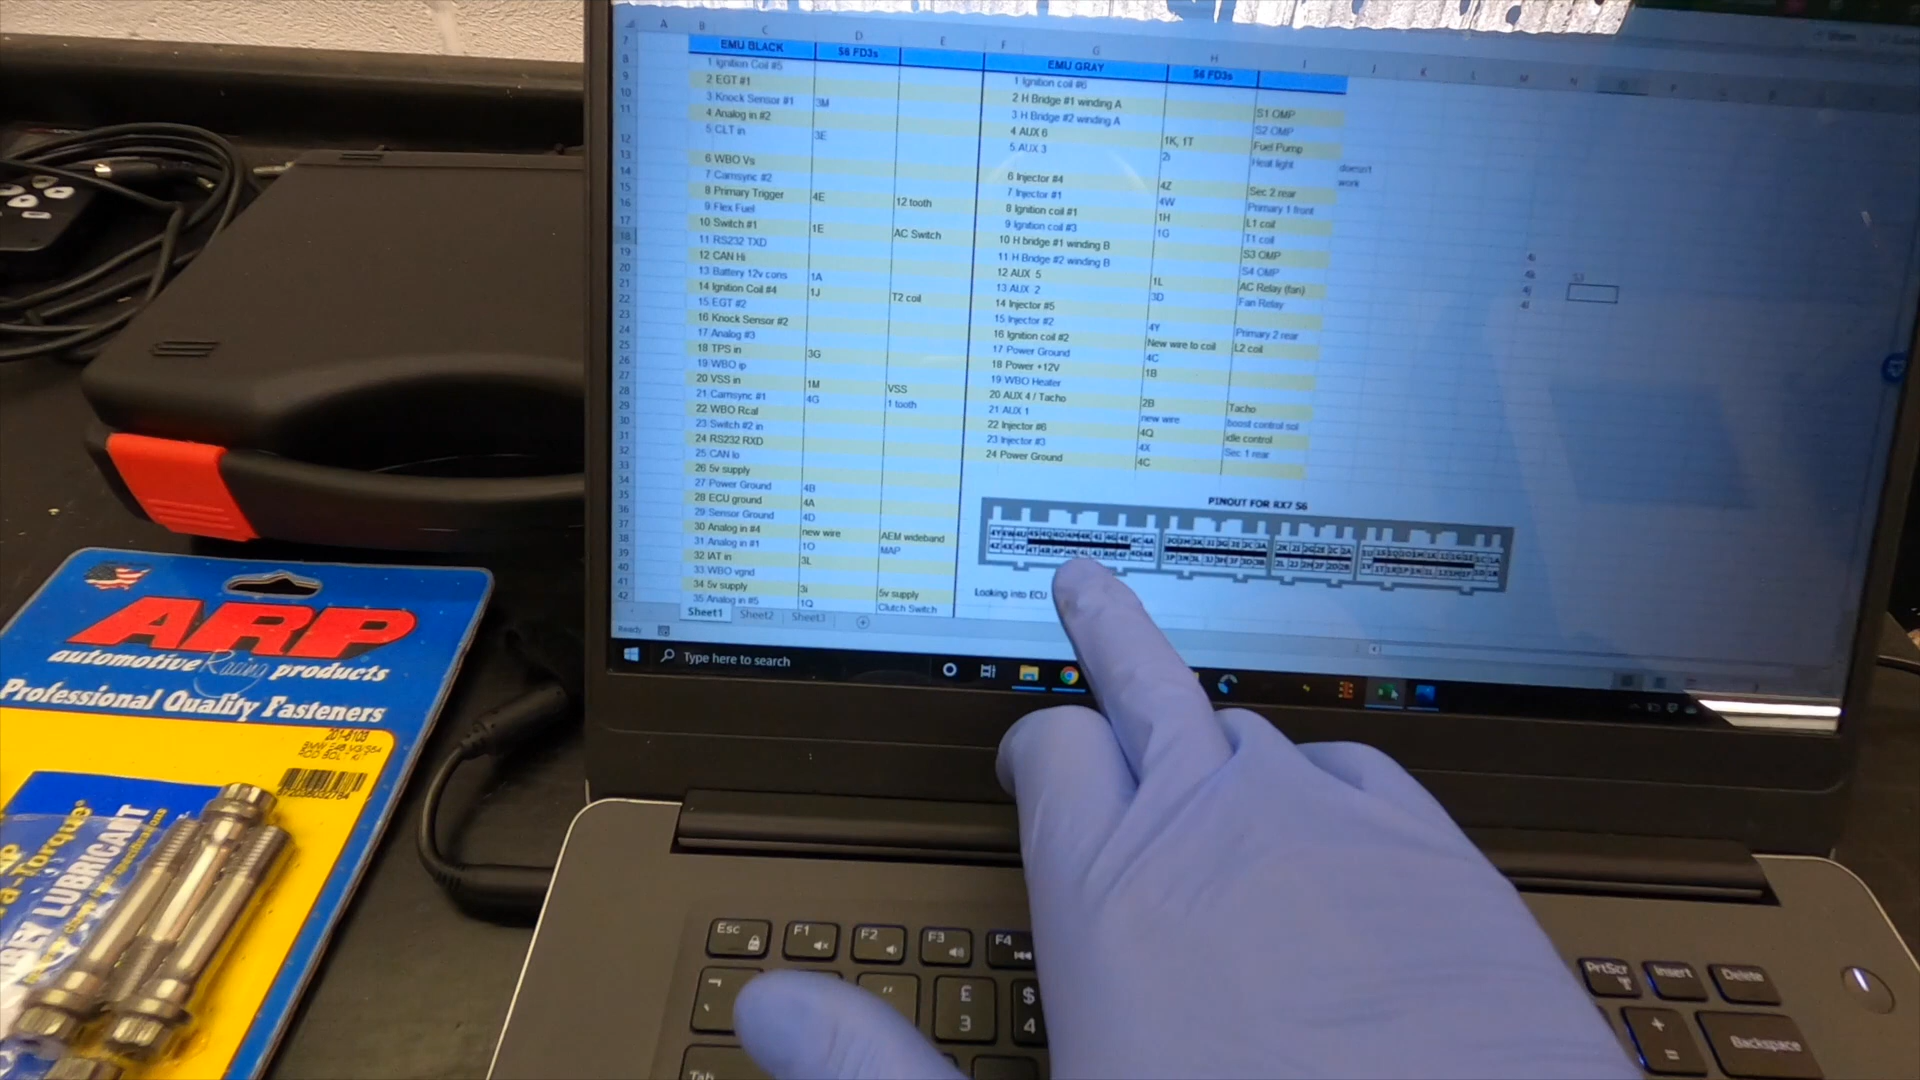 EMU BLACK S6 FD3s EMU GRAY S6 FD3s
1 Ignition Coil #5
2 EGT #1
3 Knock Sensor #1 3M
4 Analog in #2
5 CLT in 3E
6 WBO Vs
7 Camsync #2
8 Primary Trigger 4E 12 tooth
9 Flex Fuel
10 Switch #1 1E AC Switch
11 RS232 TXD
12 CAN Hi
13 Battery 12v cons 1A
14 Ignition Coil #4 1J T2 coil
15 EGT #2
16 Knock Sensor #2
17 Analog #3
18 TPS in 3G
19 WBO ip
20 VSS in 1M VSS
21 Camsync #1 4G 1 tooth
22 WBO Rcal
23 Switch #2 in
24 RS232 RXD
25 CAN lo
26 5v supply
27 Power Ground 4B
28 ECU ground 4A
29 Sensor Ground 4D
30 Analog in #4 new wire AEM wideband
31 Analog in #1 1O MAP
32 IAT in 3L
33 WBO vgnd
34 5v supply 3i 5v supply
35 Analog in #5 1Q Clutch Switch
1 Ignition coil #6
2 H Bridge #1 winding A S1 OMP
3 H Bridge #2 winding A S2 OMP
4 AUX 6 1K, 1T Fuel Pump
5 AUX 3 2i Heat light doesn't work
6 Injector #4 4Z Sec 2 rear
7 Injector #1 4W Primary 1 front
8 Ignition coil #1 1H L1 coil
9 Ignition coil #3 1G T1 coil
10 H bridge #1 winding B S3 OMP
11 H Bridge #2 winding B S4 OMP
12 AUX 5 1L AC Relay (fan)
13 AUX 2 3D Fan Relay
14 Injector #5
15 Injector #2 4Y Primary 2 rear
16 Ignition coil #2 New wire to coil L2 coil
17 Power Ground 4C
18 Power +12V 1B
19 WBO Heater
20 AUX 4 / Tacho 2B Tacho
21 AUX 1 new wire boost control sol
22 Injector #6 4Q idle control
23 Injector #3 4X Sec 1 rear
24 Power Ground 4C
PINOUT FOR RX7 S6
Looking into ECU
Sheet1 Sheet2 Sheet3
Ready
Type here to search
ARP
automotive Racing products
Professional Quality Fasteners
201-6103
LUBRICANT
Esc F1 F2 F3 F4
£
3
$
4
Tab
PrtScr Insert Delete
+
=
Backspace